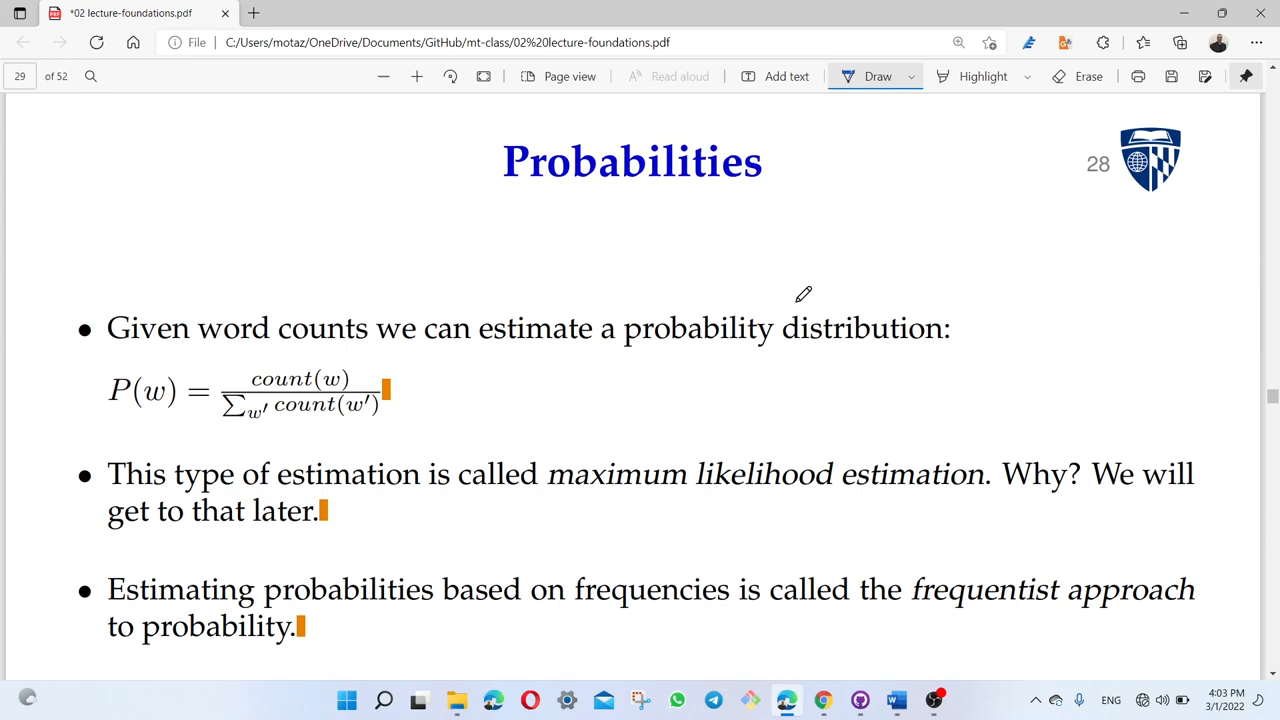 *02 lecture-foundations.pdf
File C:/Users/motaz/OneDrive/Documents/GitHub/mt-class/02%20lecture-foundations.pdf
29 of 52 Page view Read aloud Add text Draw Highlight Erase
Probabilities
28
• Given word counts we can estimate a probability distribution:
P(w) = count(w) / ∑w′ count(w′)
• This type of estimation is called maximum likelihood estimation. Why? We will
get to that later.
• Estimating probabilities based on frequencies is called the frequentist approach
to probability.
ENG
4:03 PM
3/1/2022